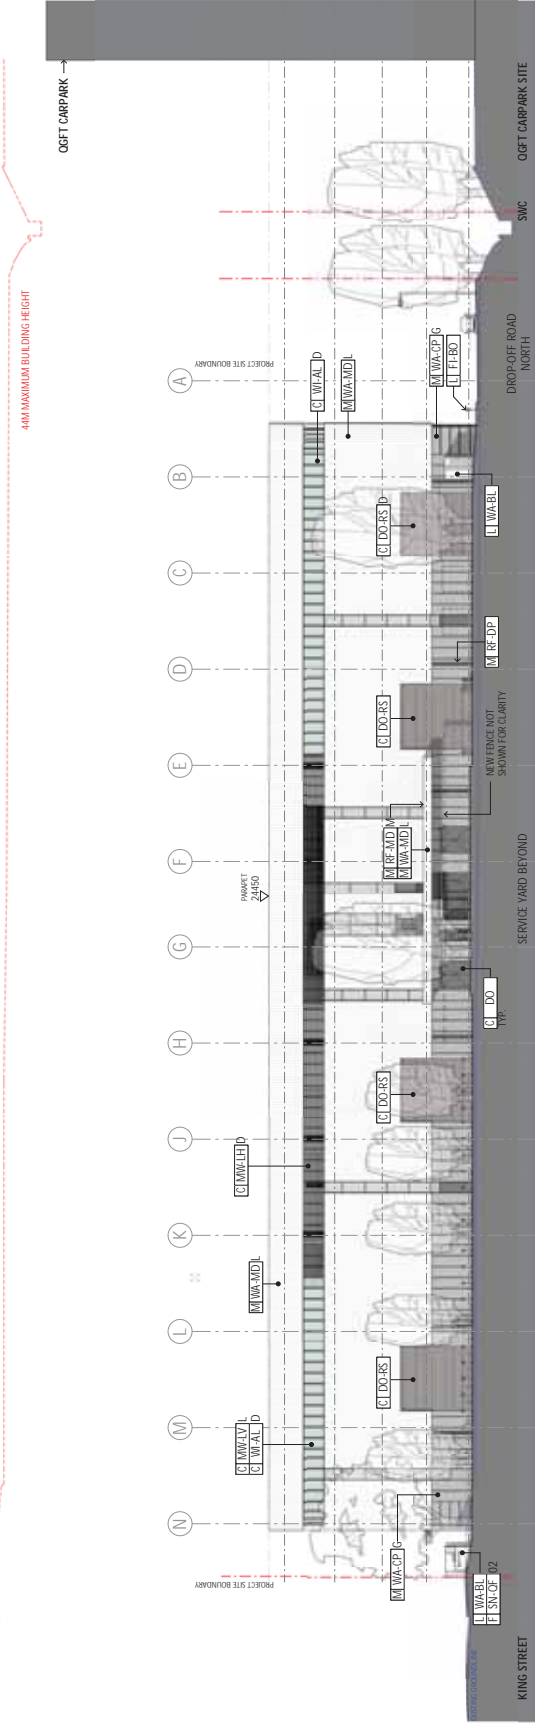 44M MAXIMUM BUILDING HEIGHT
QGFT CARPARK
PROJECT SITE BOUNDARY
PROJECT SITE BOUNDARY
N
M
L
K
J
H
G
F
E
D
C
B
A
PARAPET
24450
C MW-LV L
C WI-AL D
M WA-MD L
C MW-LH D
C WI-AL D
M WA-MD L
C DO-RS
C DO-RS
C DO-RS
C DO-RS D
M RF-MD M
M WA-MD L
M WA-CP G
M WA-CP G
L FI-BO
L WA-BL
F SN-OF 02
C DO
TYP.
NEW FENCE NOT
SHOWN FOR CLARITY
M RF-DP
L WA-BL
KING STREET
SERVICE YARD BEYOND
DROP-OFF ROAD
NORTH
SWC
QGFT CARPARK SITE